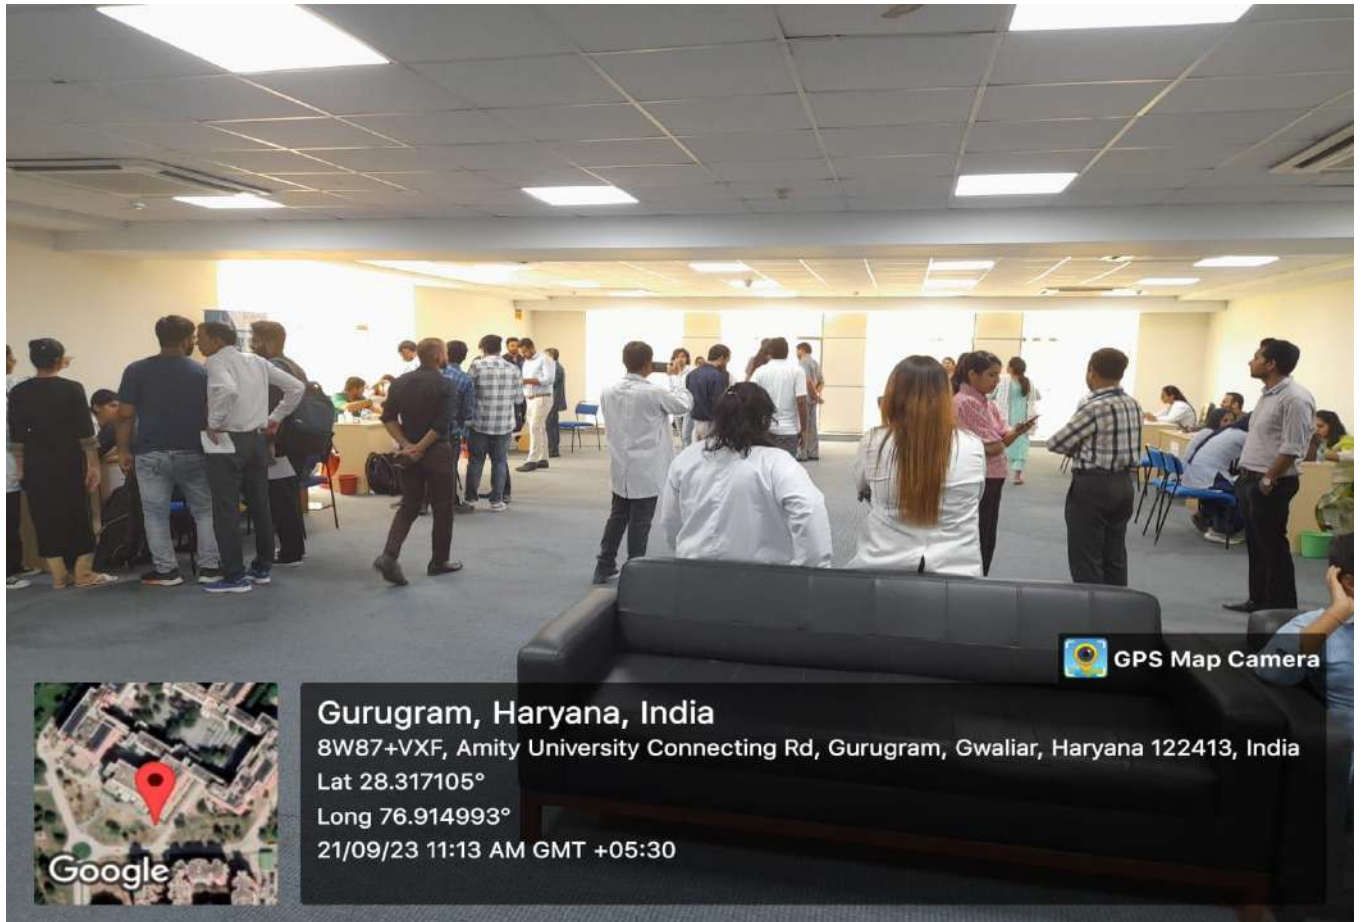 GPS Map Camera
Gurugram, Haryana, India
8W87+VXF, Amity University Connecting Rd, Gurugram, Gwaliar, Haryana 122413, India
Lat 28.317105°
Long 76.914993°
21/09/23 11:13 AM GMT +05:30
Google